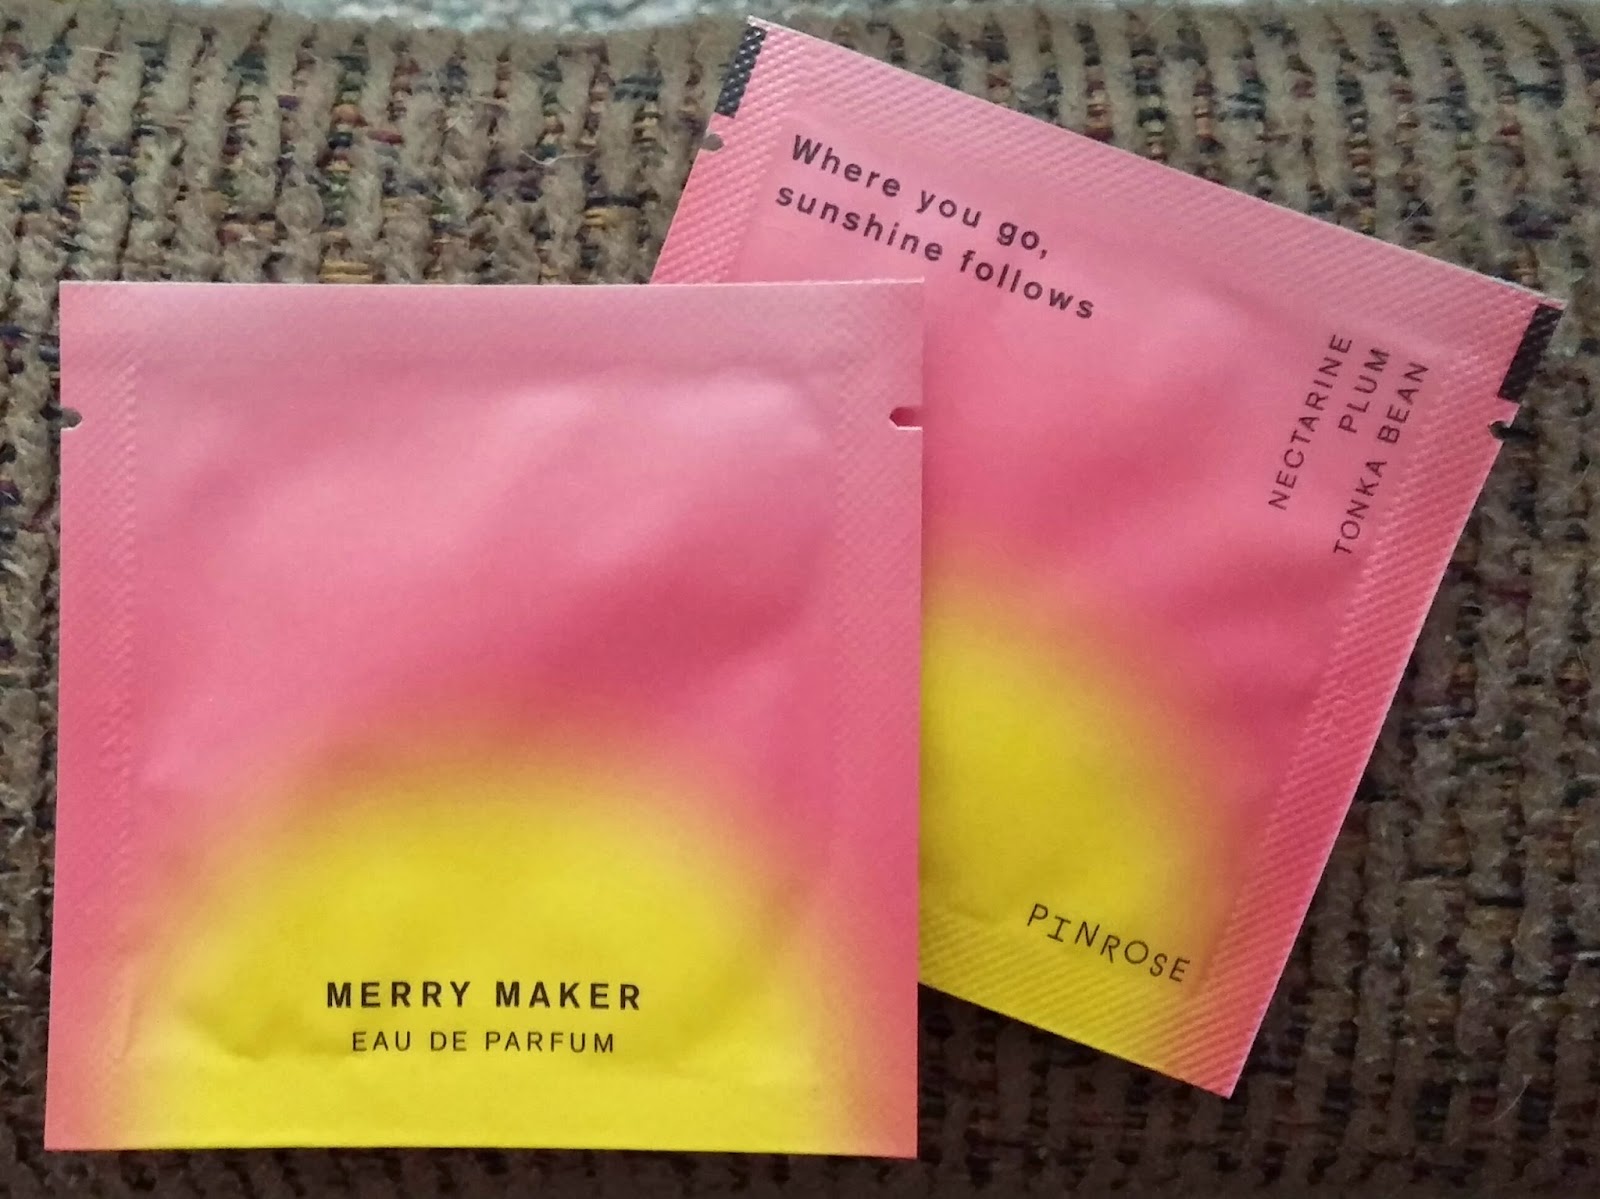 Where you go,
sunshine follows
NECTARINE
PLUM
TONKA BEAN
PINROSE
MERRY MAKER
EAU DE PARFUM